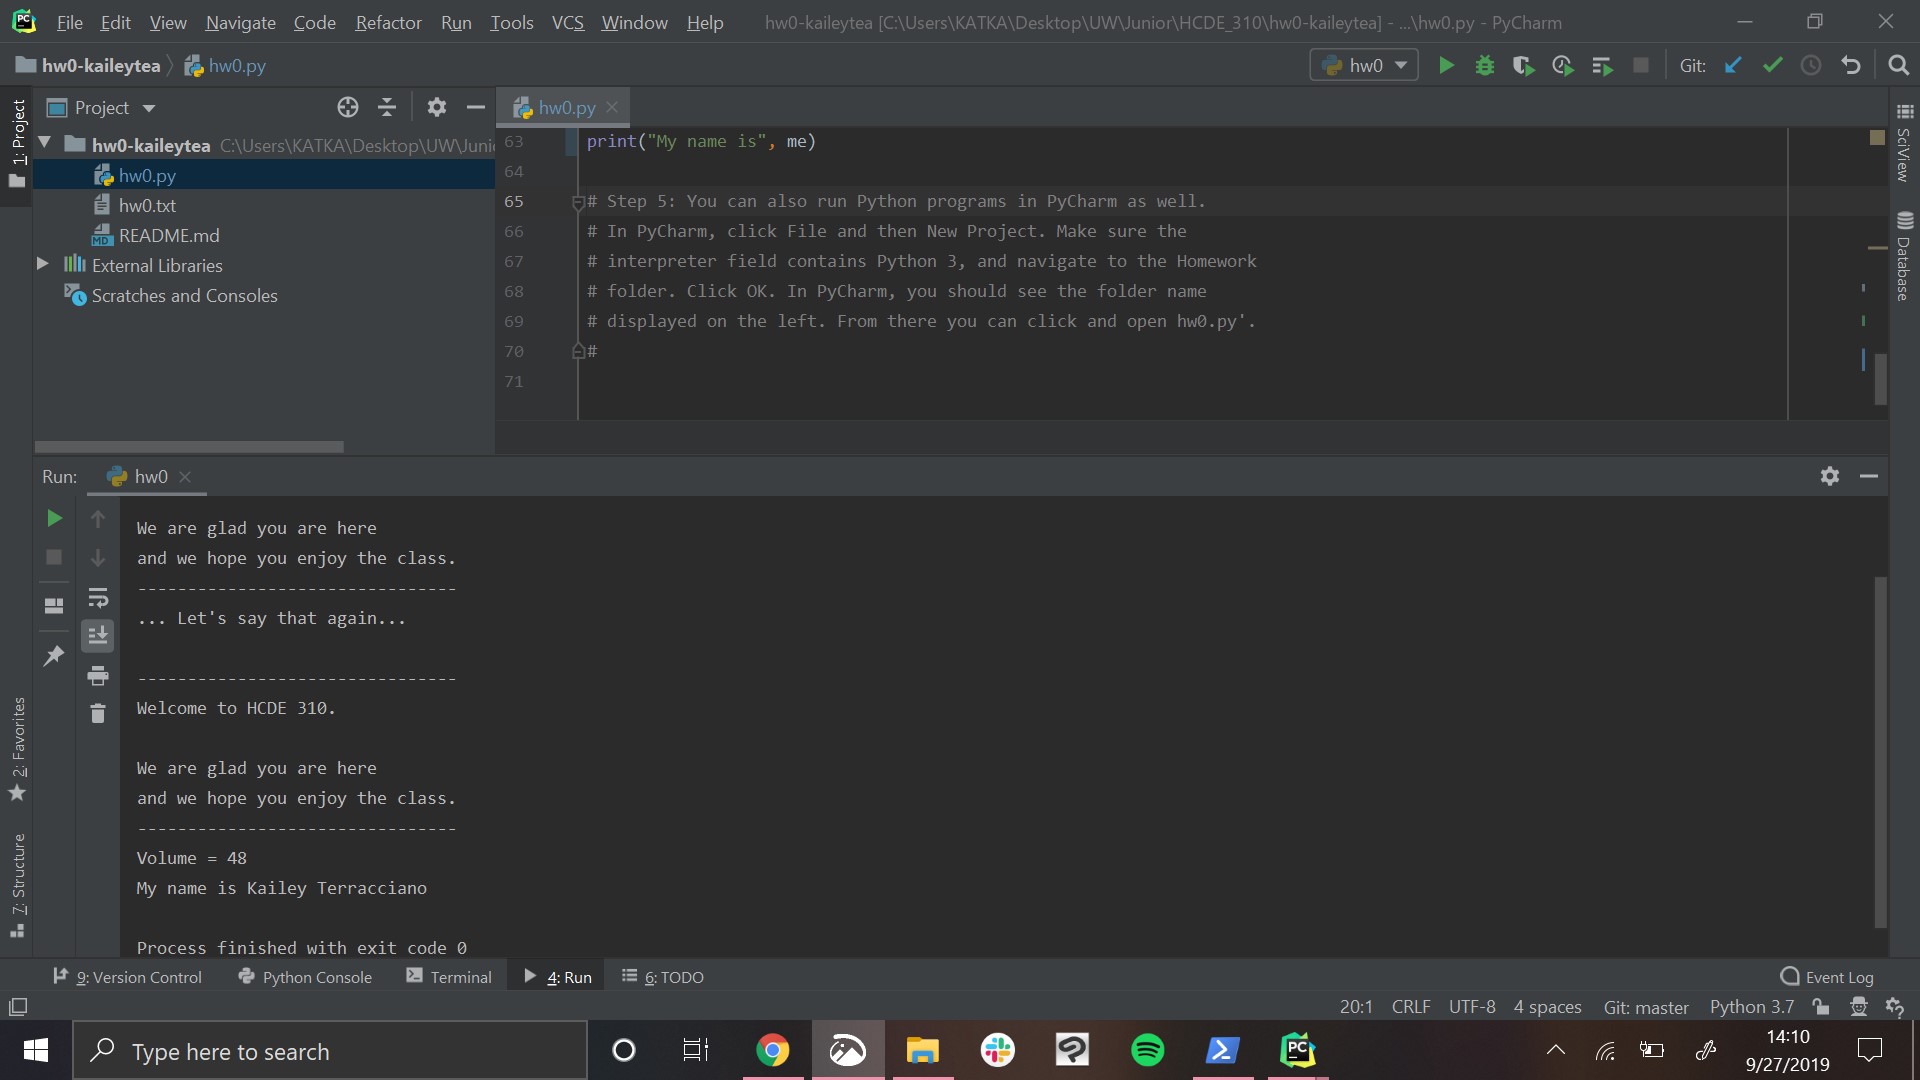 File Edit View Navigate Code Refactor Run Tools VCS Window Help hw0-kaileytea [C:\Users\KATKA\Desktop\UW\Junior\HCDE_310\hw0-kaileytea] - ...\hw0.py - PyCharm
hw0-kaileytea hw0.py hw0 Git:
1: Project
Project
hw0-kaileytea C:\Users\KATKA\Desktop\UW\Juni
hw0.py
hw0.txt
README.md
External Libraries
Scratches and Consoles
hw0.py
63 print("My name is", me)
64
65 # Step 5: You can also run Python programs in PyCharm as well.
66 # In PyCharm, click File and then New Project. Make sure the
67 # interpreter field contains Python 3, and navigate to the Homework
68 # folder. Click OK. In PyCharm, you should see the folder name
69 # displayed on the left. From there you can click and open hw0.py'.
70 #
71
SciView
Database
Run: hw0
We are glad you are here
and we hope you enjoy the class.
--------------------------------
... Let's say that again...
--------------------------------
Welcome to HCDE 310.
We are glad you are here
and we hope you enjoy the class.
--------------------------------
Volume = 48
My name is Kailey Terracciano
Process finished with exit code 0
2: Favorites
7: Structure
9: Version Control Python Console Terminal 4: Run 6: TODO Event Log
20:1 CRLF UTF-8 4 spaces Git: master Python 3.7
Type here to search
PC
14:10
9/27/2019